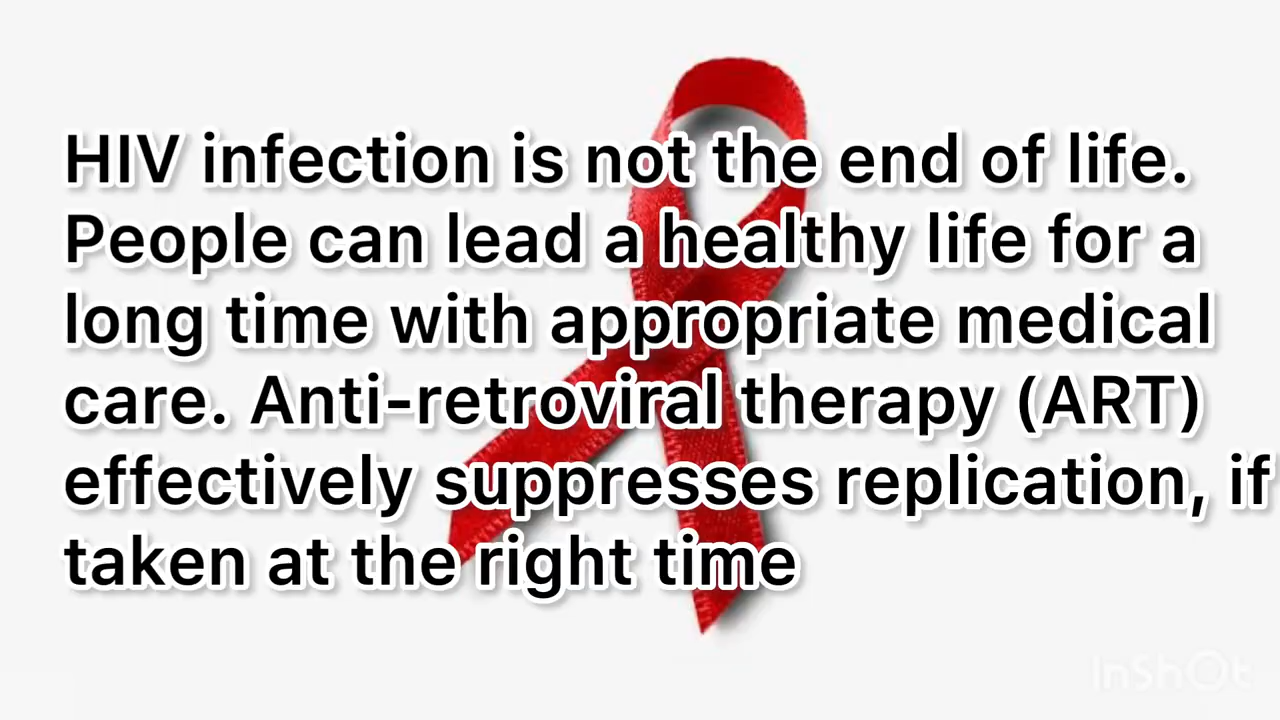 HIV infection is not the end of life.
People can lead a healthy life for a
long time with appropriate medical
care. Anti-retroviral therapy (ART)
effectively suppresses replication, if
taken at the right time
InShOt